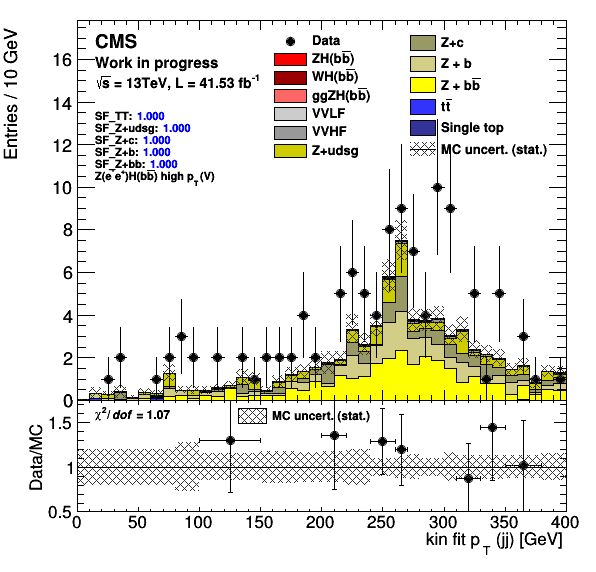 CMS
Work in progress
√s = 13TeV, L = 41.53 fb⁻¹
SF_TT: 1.000
SF_Z+udsg: 1.000
SF_Z+c: 1.000
SF_Z+b: 1.000
SF_Z+bb: 1.000
Z(e⁻e⁺)H(bb̅) high p_T(V)
Data
ZH(bb̅)
WH(bb̅)
ggZH(bb̅)
VVLF
VVHF
Z+udsg
Z+c
Z + b
Z + bb̅
tt̅
Single top
MC uncert. (stat.)
Entries / 10 GeV
16
14
12
10
8
6
4
2
0
χ²/dof = 1.07
MC uncert. (stat.)
Data/MC
1.5
1
0.5
0 50 100 150 200 250 300 350 400
kin fit p_T (jj) [GeV]